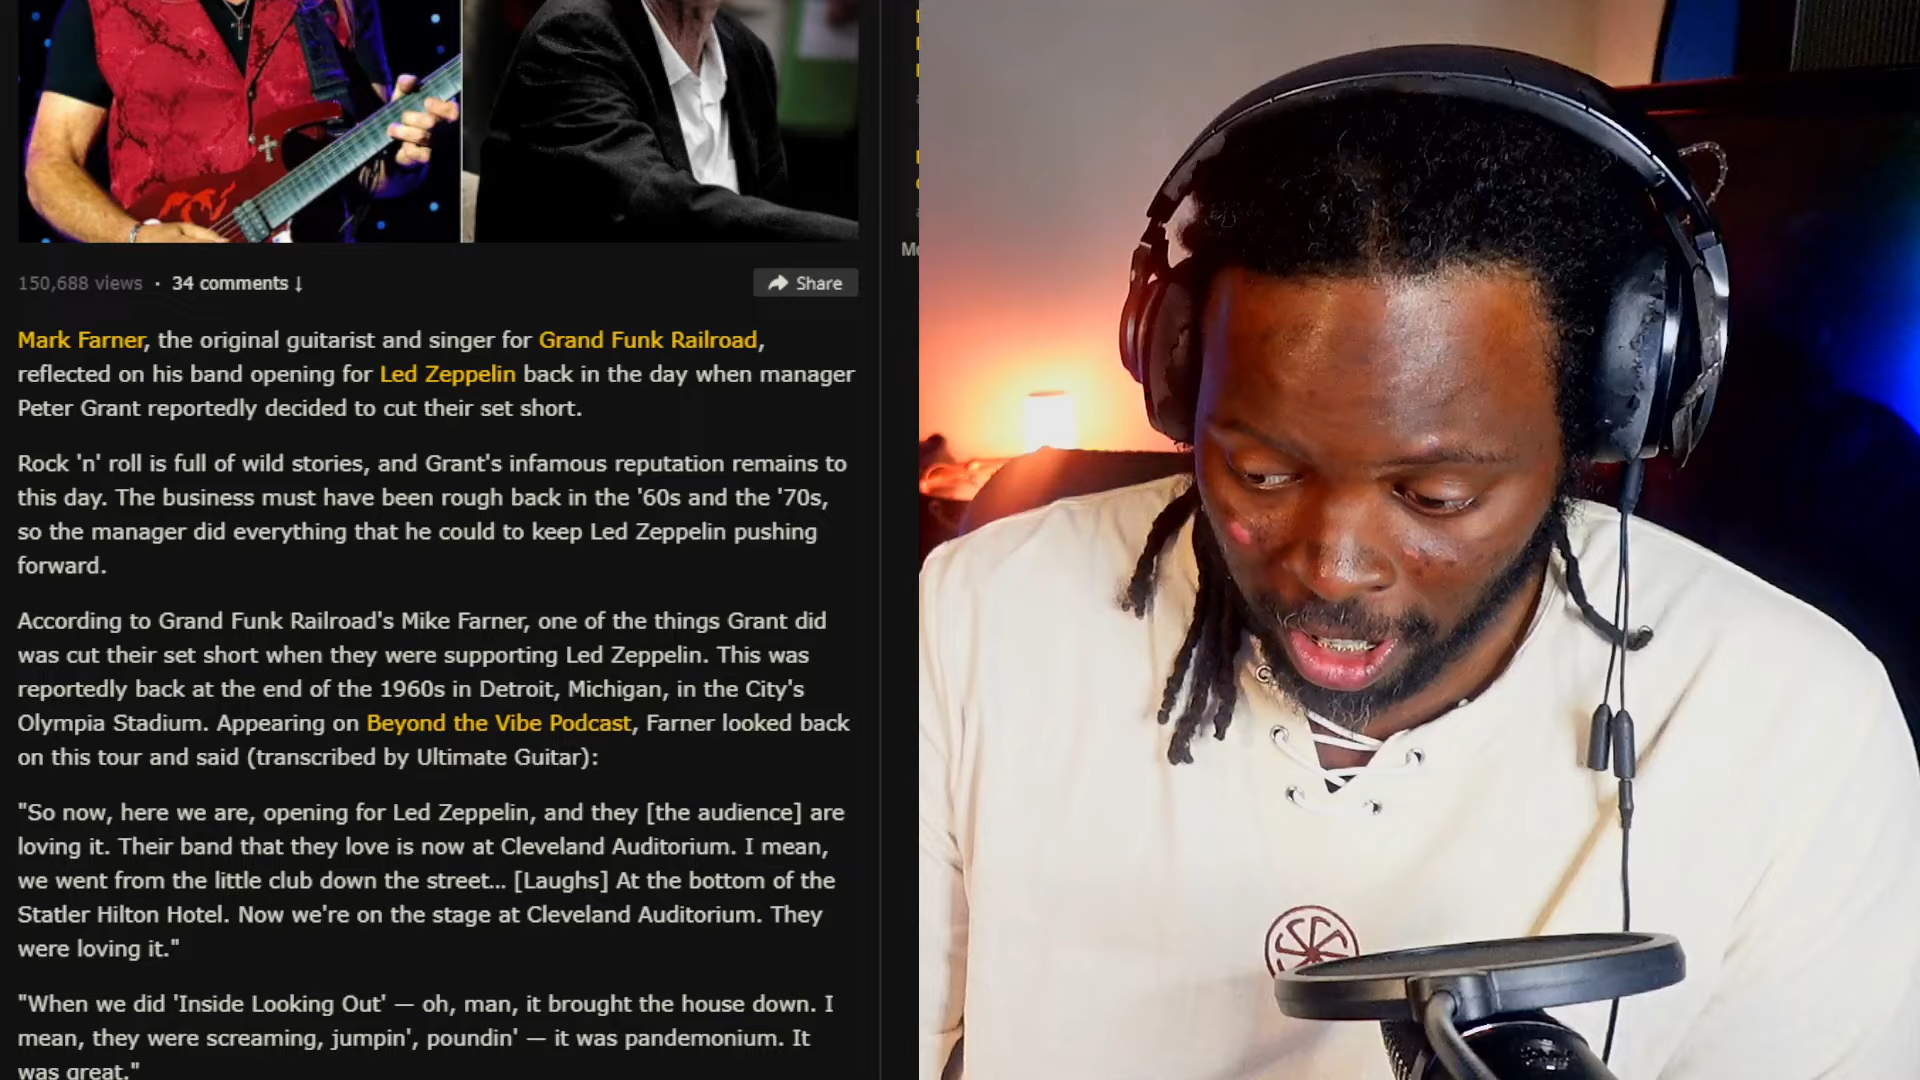 150,688 views · 34 comments ↓
Share
Mark Farner, the original guitarist and singer for Grand Funk Railroad,
reflected on his band opening for Led Zeppelin back in the day when manager
Peter Grant reportedly decided to cut their set short.
Rock 'n' roll is full of wild stories, and Grant's infamous reputation remains to
this day. The business must have been rough back in the '60s and the '70s,
so the manager did everything that he could to keep Led Zeppelin pushing
forward.
According to Grand Funk Railroad's Mike Farner, one of the things Grant did
was cut their set short when they were supporting Led Zeppelin. This was
reportedly back at the end of the 1960s in Detroit, Michigan, in the City's
Olympia Stadium. Appearing on Beyond the Vibe Podcast, Farner looked back
on this tour and said (transcribed by Ultimate Guitar):
"So now, here we are, opening for Led Zeppelin, and they [the audience] are
loving it. Their band that they love is now at Cleveland Auditorium. I mean,
we went from the little club down the street... [Laughs] At the bottom of the
Statler Hilton Hotel. Now we're on the stage at Cleveland Auditorium. They
were loving it."
"When we did 'Inside Looking Out' — oh, man, it brought the house down. I
mean, they were screaming, jumpin', poundin' — it was pandemonium. It
was great."